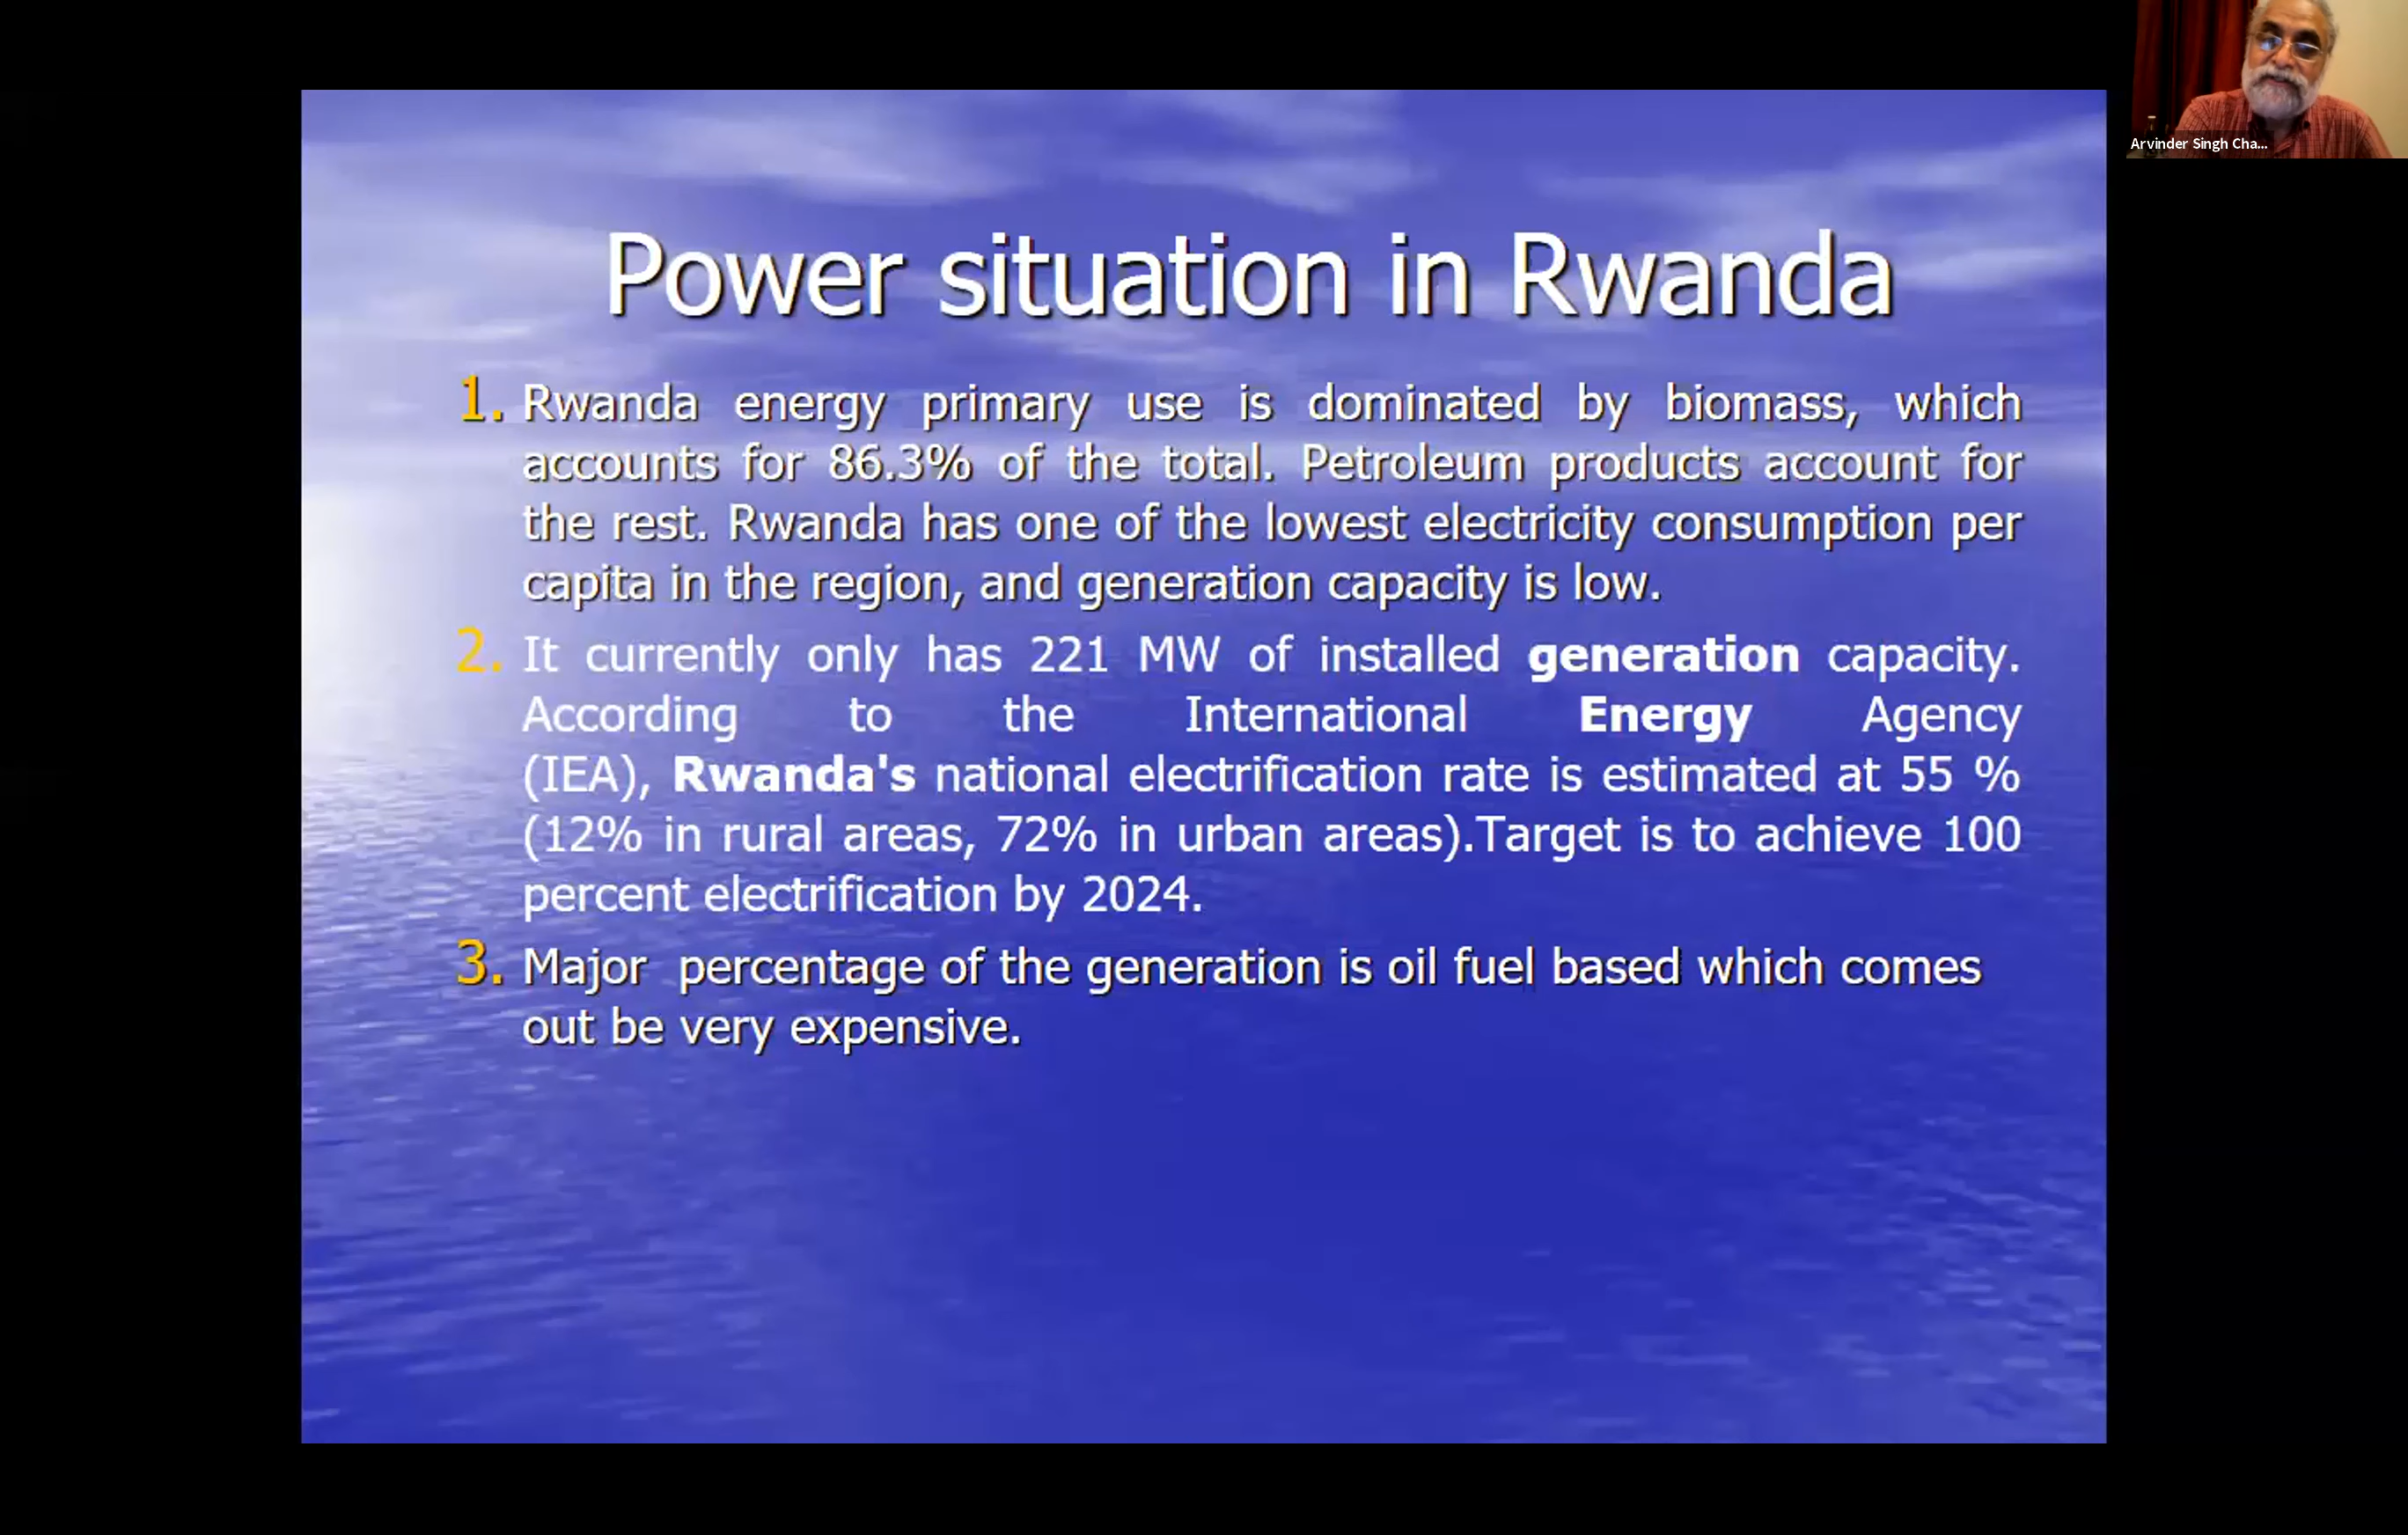 Arvinder Singh Cha...
Power situation in Rwanda
1. Rwanda energy primary use is dominated by biomass, which
accounts for 86.3% of the total. Petroleum products account for
the rest. Rwanda has one of the lowest electricity consumption per
capita in the region, and generation capacity is low.
2. It currently only has 221 MW of installed generation capacity.
According to the International Energy Agency
(IEA), Rwanda's national electrification rate is estimated at 55 %
(12% in rural areas, 72% in urban areas).Target is to achieve 100
percent electrification by 2024.
3. Major percentage of the generation is oil fuel based which comes
out be very expensive.